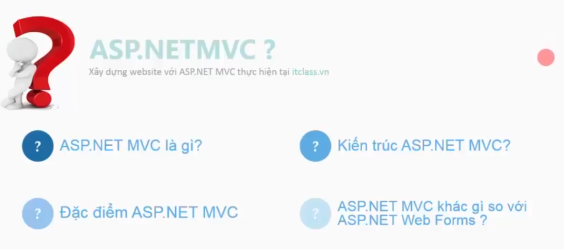 ASP.NETMVC ?
Xây dựng website với ASP.NET MVC thực hiện tại itclass.vn
? ASP.NET MVC là gì?
? Kiến trúc ASP.NET MVC?
? Đặc điểm ASP.NET MVC
? ASP.NET MVC khác gì so với
ASP.NET Web Forms ?